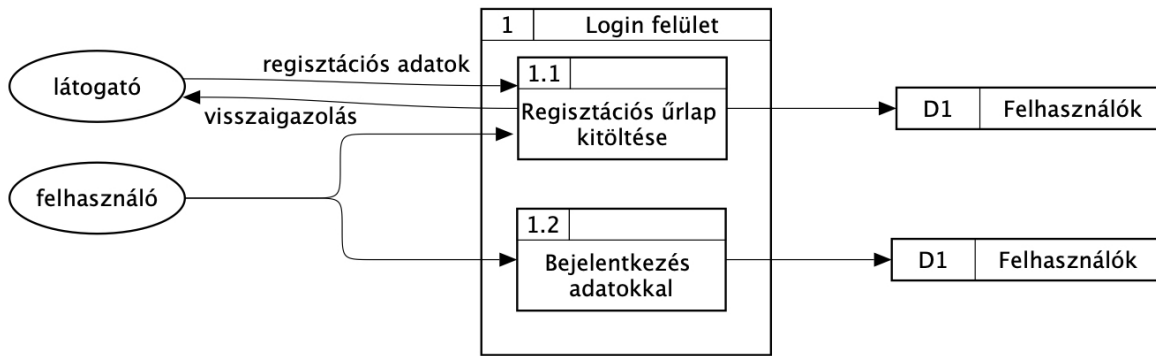 1 Login felület
regisztációs adatok
látogató
visszaigazolás
1.1
Regisztációs űrlap
kitöltése
D1 Felhasználók
felhasználó
1.2
Bejelentkezés
adatokkal
D1 Felhasználók